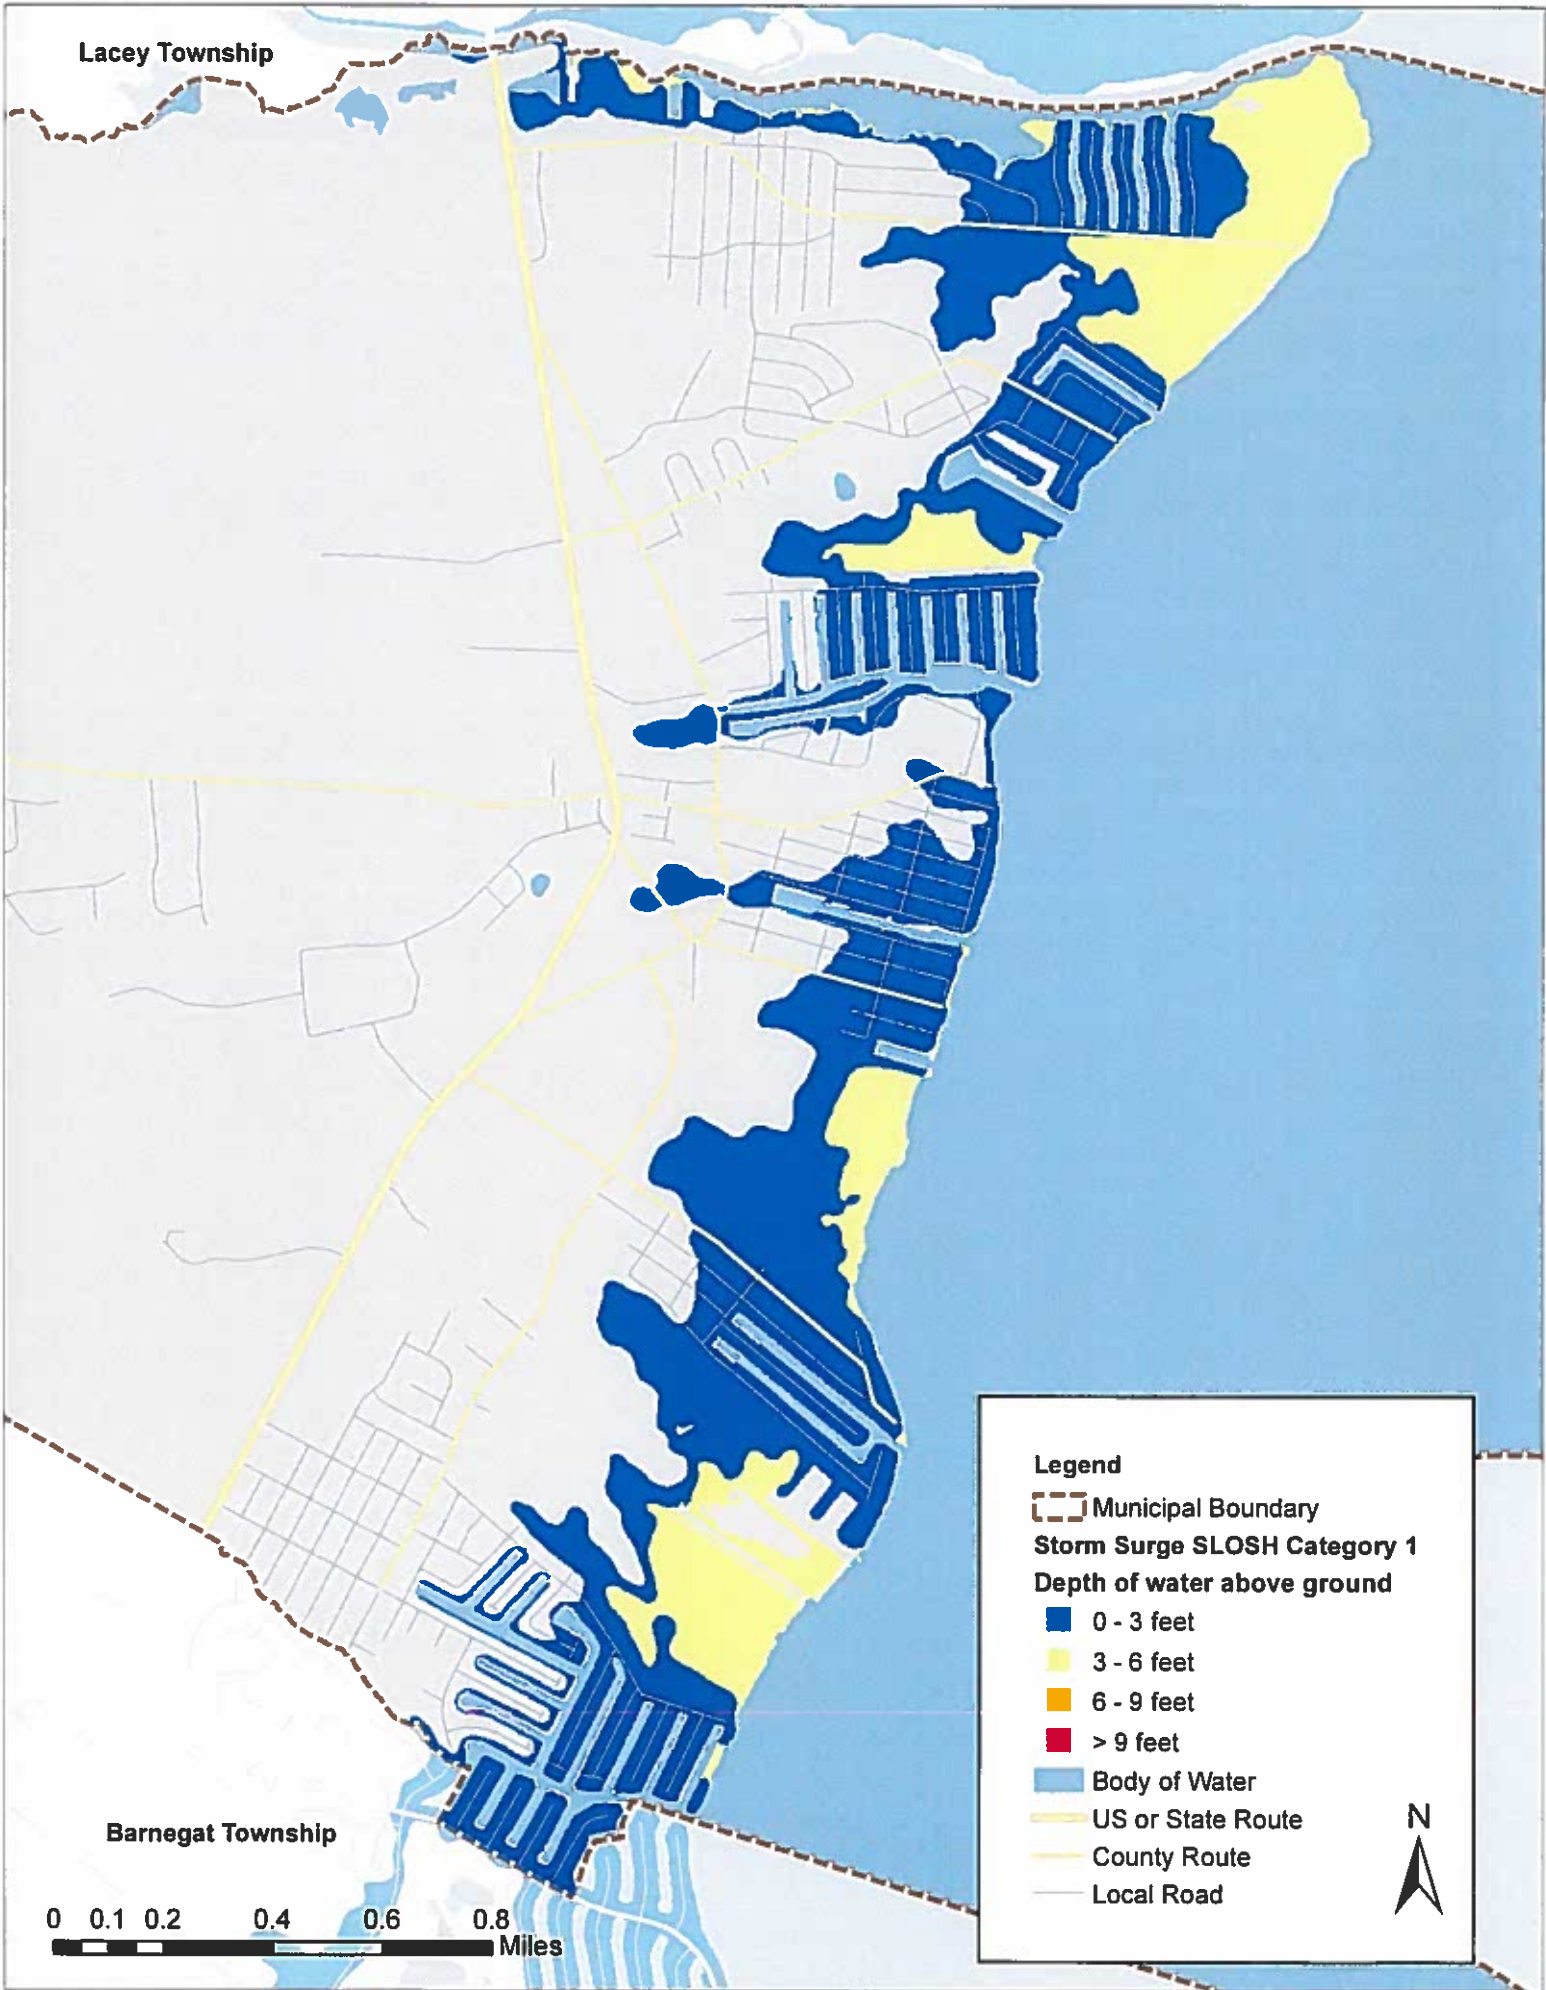 Lacey Township
Legend
Municipal Boundary
Storm Surge SLOSH Category 1
Depth of water above ground
0 - 3 feet
3 - 6 feet
6 - 9 feet
> 9 feet
Body of Water
US or State Route
County Route
Local Road
N
Barnegat Township
0 0.1 0.2 0.4 0.6 0.8
Miles